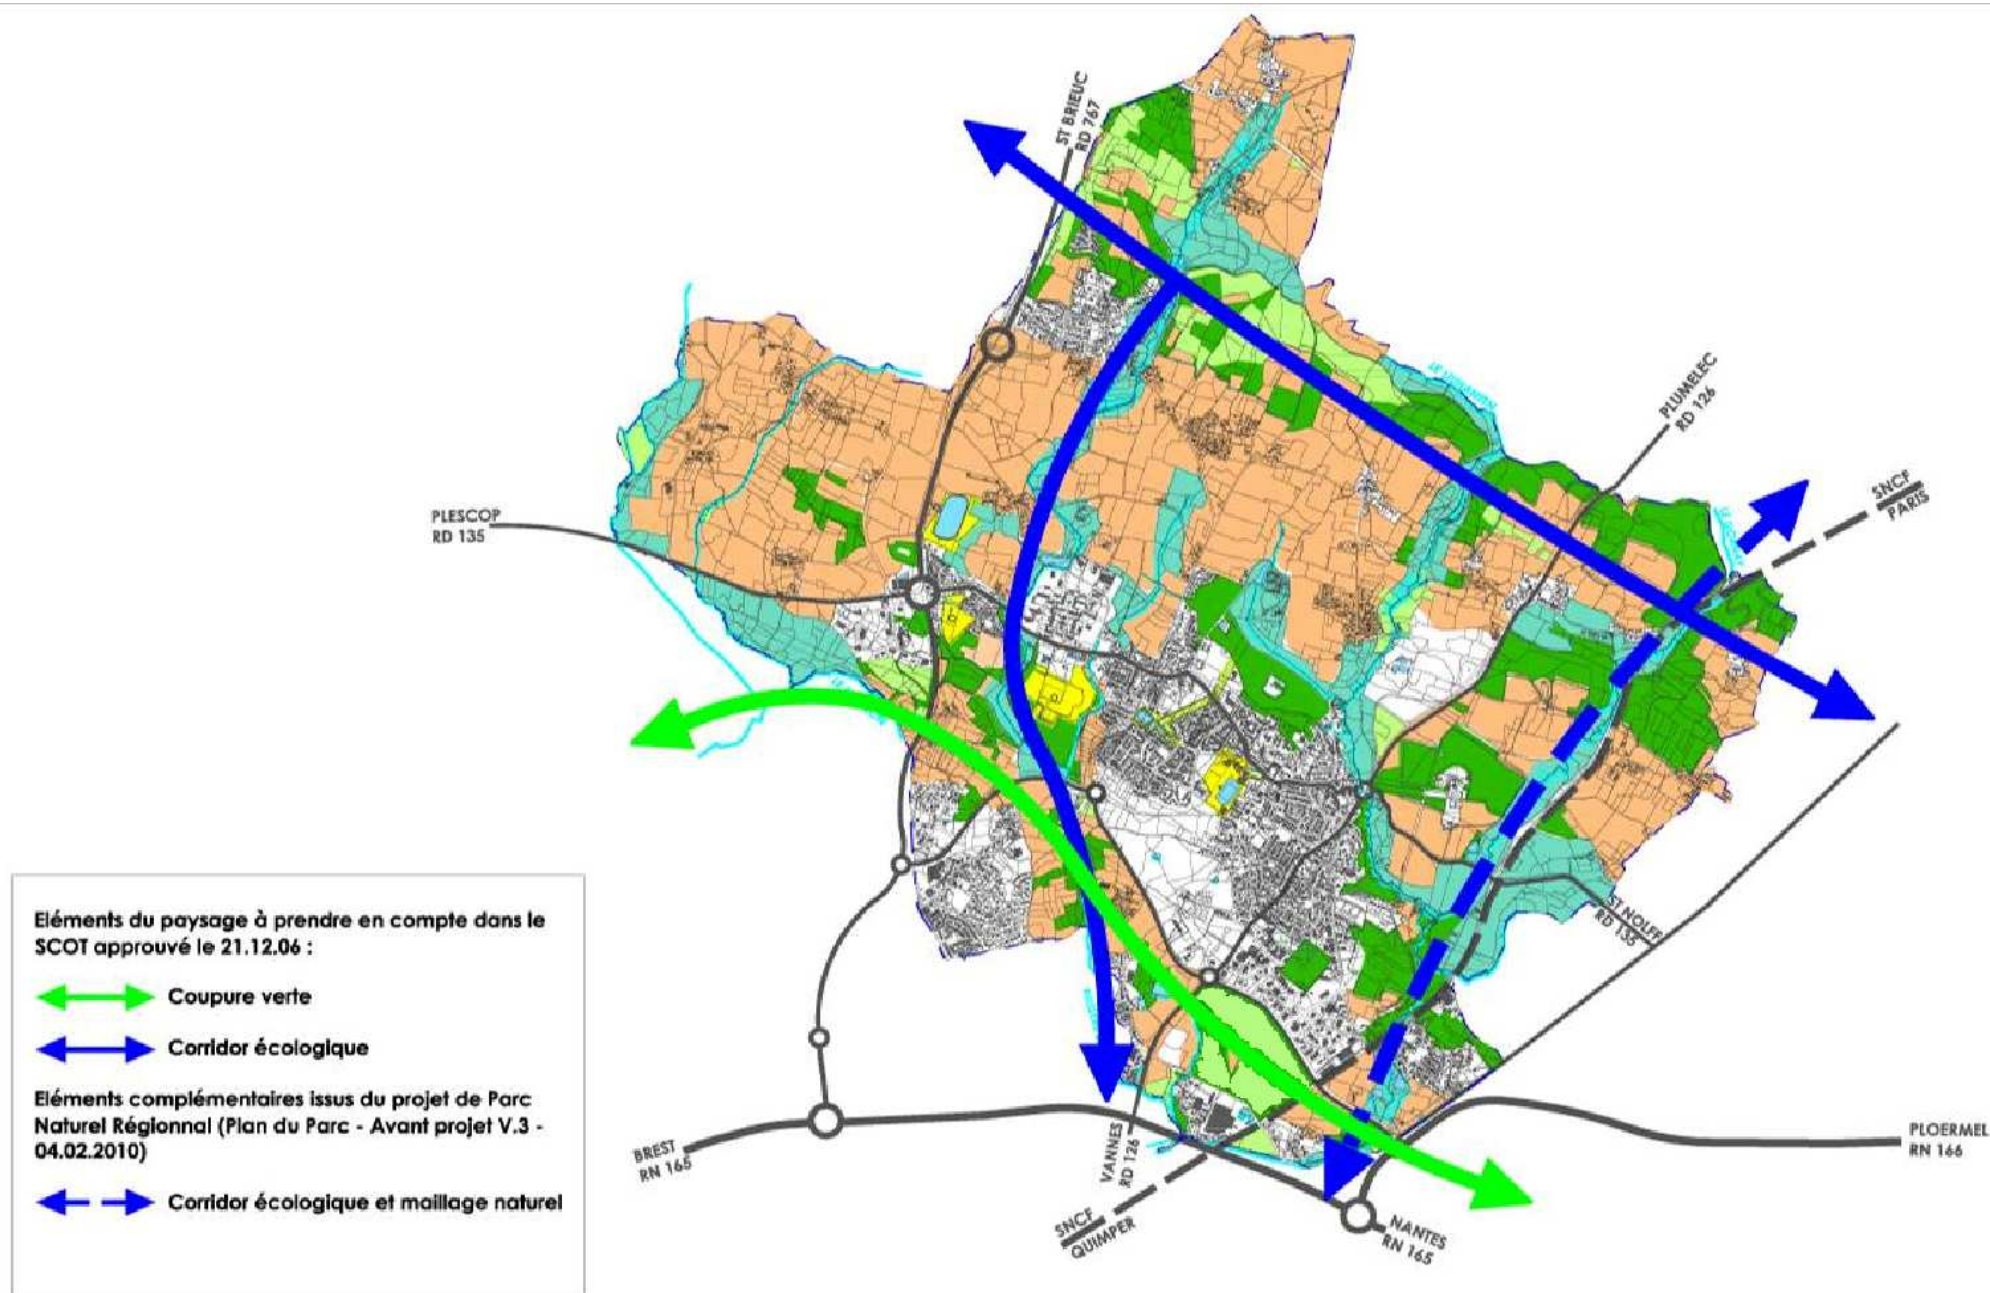 ST BRIEUC
RD 767
PLUMELEC
RD 126
SNCF
PARIS
PLESCOP
RD 135
ST NOLFF
RD 135
Eléments du paysage à prendre en compte dans le
SCOT approuvé le 21.12.06 :
Coupure verte
Corridor écologique
Eléments complémentaires issus du projet de Parc
Naturel Régionnal (Plan du Parc - Avant projet V.3 -
04.02.2010)
Corridor écologique et maillage naturel
BREST
RN 165
VANNES
RD 126
SNCF
QUIMPER
NANTES
RN 165
PLOERMEL
RN 166